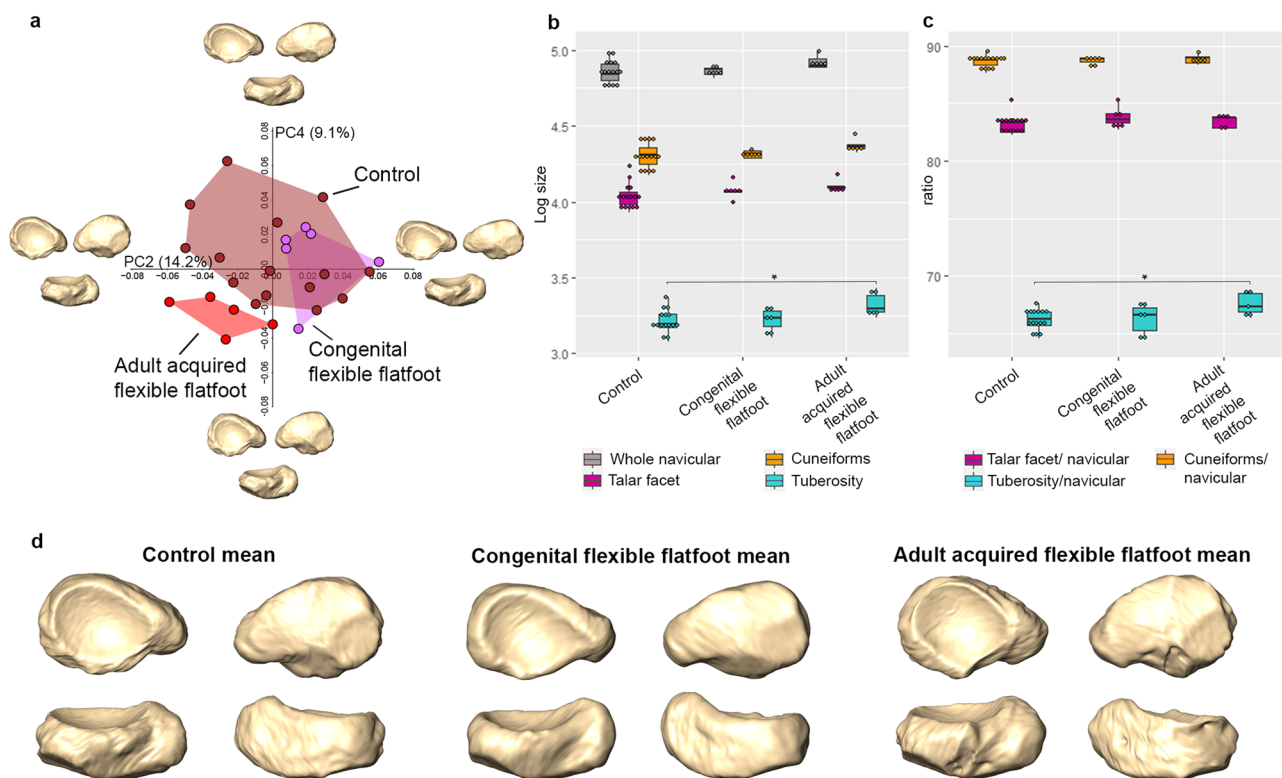 a
PC4 (9.1%)
0.08
0.06
0.04
0.02
0.00
−0.02
−0.04
−0.06
−0.08
Control
PC2 (14.2%)
−0.08
−0.06
−0.04
−0.02
0.00
0.02
0.04
0.06
0.08
Adult acquired
flexible flatfoot
Congenital
flexible flatfoot
b
Log size
5.0
4.5
4.0
3.5
3.0
*
Control
Congenital
flexible
flatfoot
Adult
acquired
flexible
flatfoot
Whole navicular
Cuneiforms
Talar facet
Tuberosity
c
ratio
90
80
70
*
Control
Congenital
flexible
flatfoot
Adult
acquired
flexible
flatfoot
Talar facet/ navicular
Cuneiforms/
navicular
Tuberosity/navicular
d
Control mean
Congenital flexible flatfoot mean
Adult acquired flexible flatfoot mean